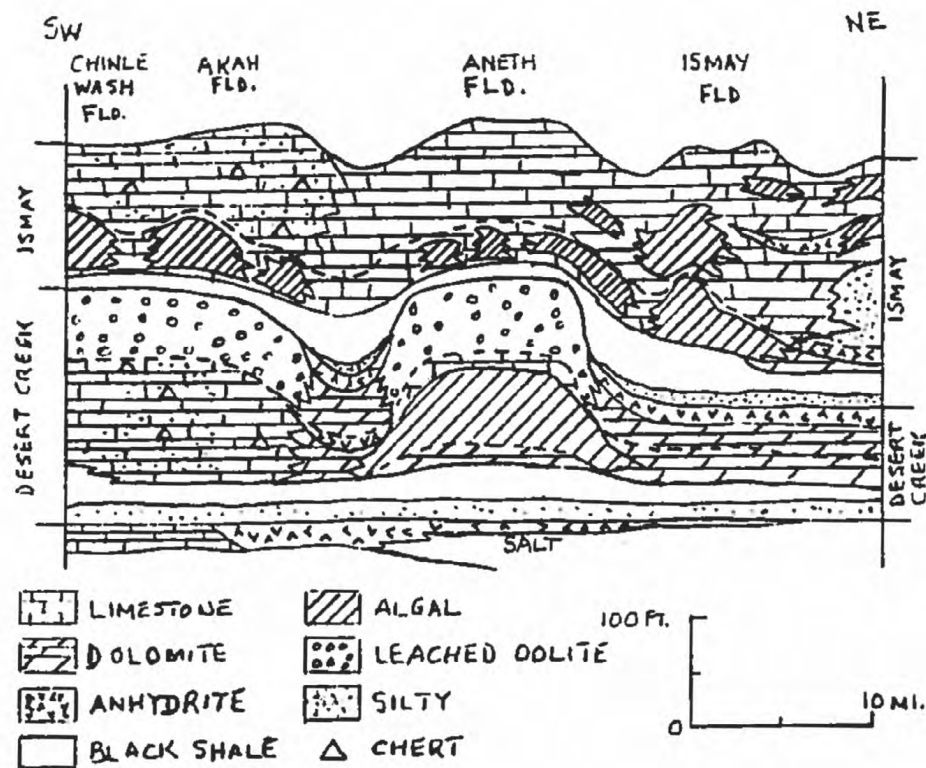 SW
NE
CHINLE
WASH
FLD.
AKAH
FLD.
ANETH
FLD.
ISMAY
FLD
ISMAY
DESERT CREEK
ISMAY
DESERT
CREEK
SALT
LIMESTONE
DOLOMITE
ANHYDRITE
BLACK SHALE
ALGAL
LEACHED OOLITE
SILTY
CHERT
100 FT.
0
10 MI.